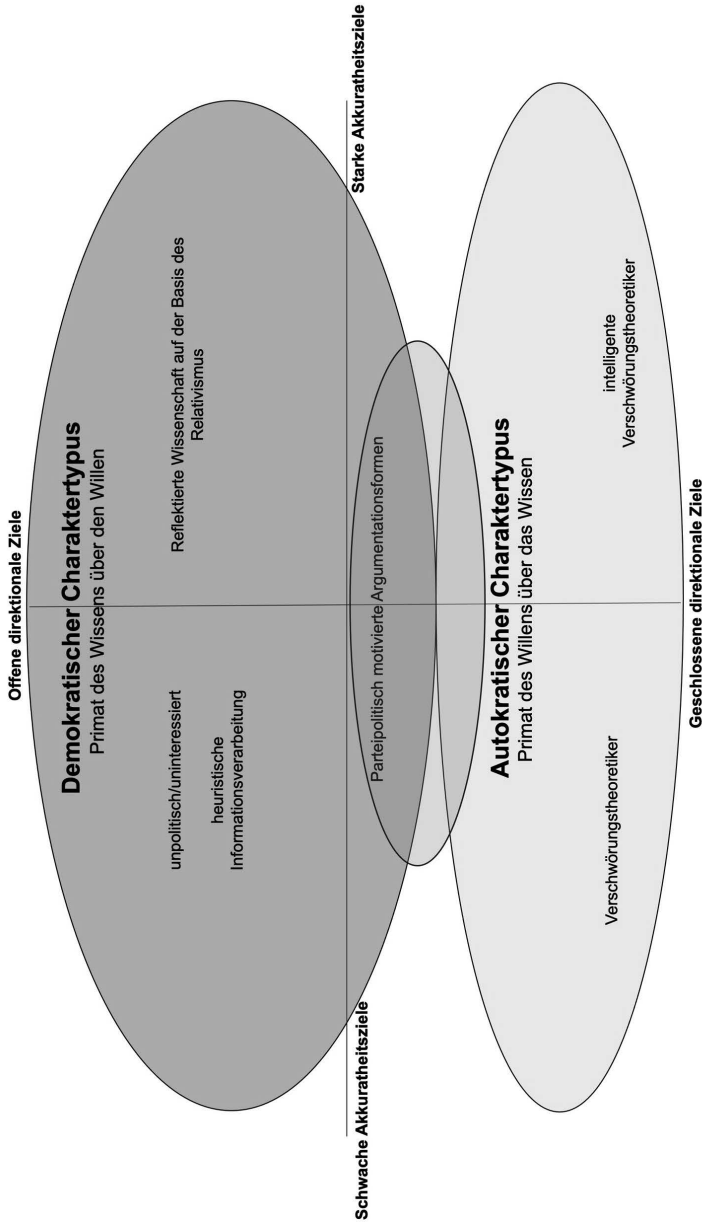 Offene direktionale Ziele
Demokratischer Charaktertypus
Primat des Wissens über den Willen
unpolitisch/uninteressiert
heuristische
Informationsverarbeitung
Reflektierte Wissenschaft auf der Basis des
Relativismus
Schwache Akkuratheitsziele
Starke Akkuratheitsziele
Parteipolitisch motivierte Argumentationsformen
Autokratischer Charaktertypus
Primat des Willens über das Wissen
Verschwörungstheoretiker
intelligente
Verschwörungstheoretiker
Geschlossene direktionale Ziele